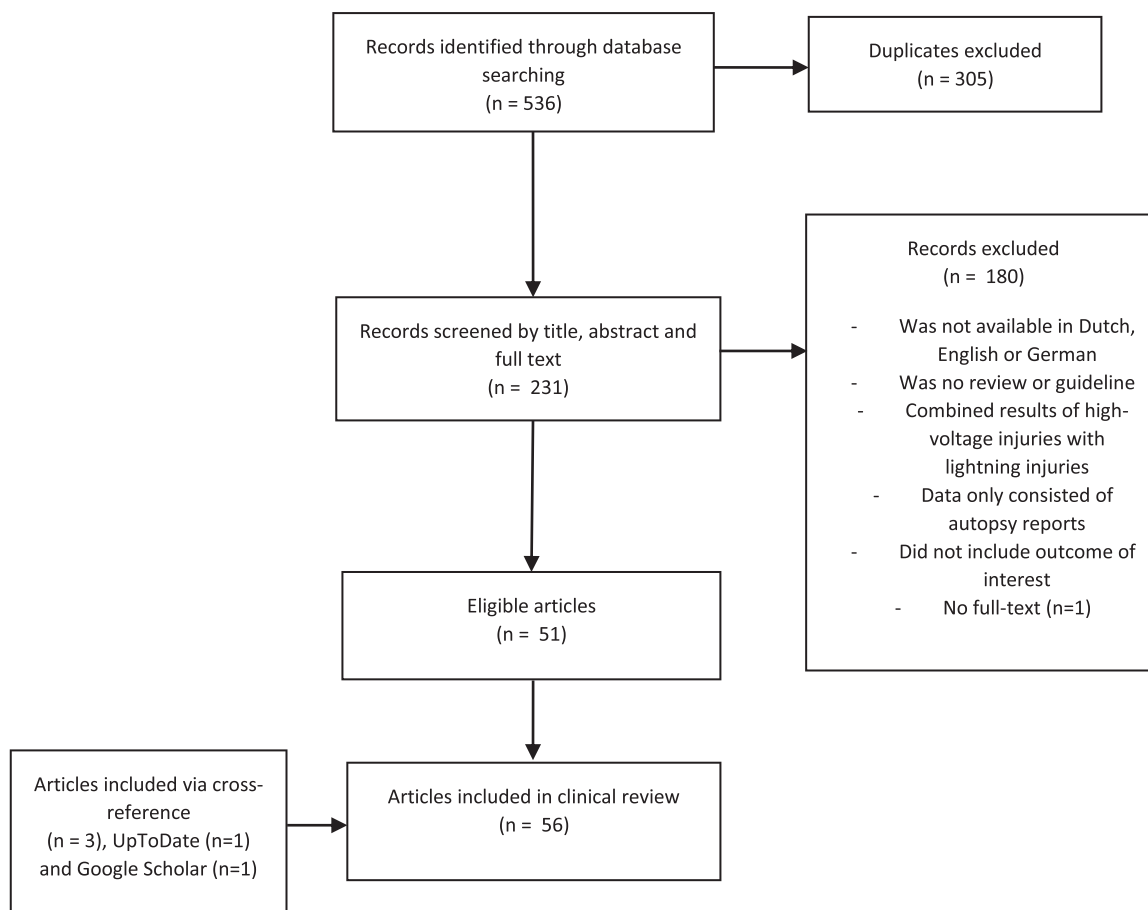 Records identified through database
searching
(n = 536)
Duplicates excluded
(n = 305)
Records screened by title, abstract and
full text
(n = 231)
Records excluded
(n = 180)
- Was not available in Dutch,
English or German
- Was no review or guideline
- Combined results of high-
voltage injuries with
lightning injuries
- Data only consisted of
autopsy reports
- Did not include outcome of
interest
- No full-text (n=1)
Eligible articles
(n = 51)
Articles included via cross-
reference
(n = 3), UpToDate (n=1)
and Google Scholar (n=1)
Articles included in clinical review
(n = 56)